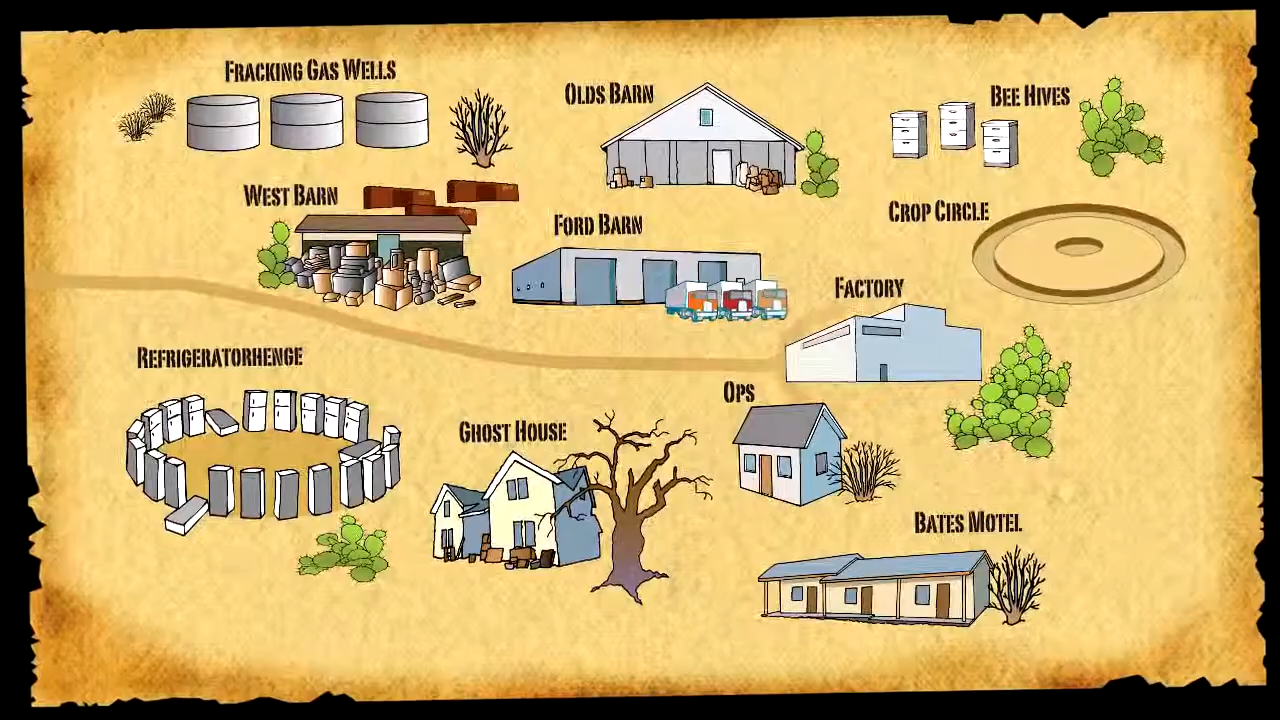 Fracking Gas Wells
Olds Barn
Bee Hives
West Barn
Crop Circle
Ford Barn
Factory
Refrigeratorhenge
Ops
Ghost House
Bates Motel